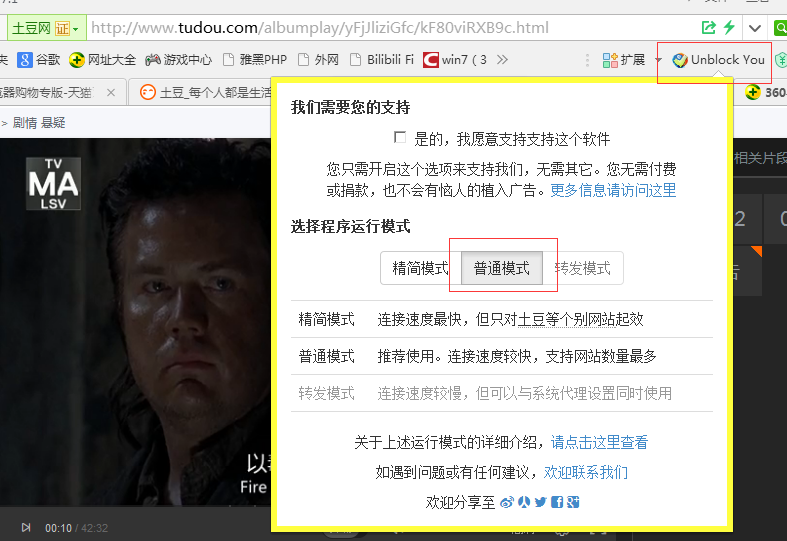 土豆网 证 http://www.tudou.com/albumplay/yFjJliziGfc/kF80viRXB9c.html
夹 谷歌 网址大全 游戏中心 雅黑PHP 外网 Bilibili Fi win7 ( 3 >> 扩展 Unblock You
览器购物专版-天猫 × 土豆_每个人都是生活 360
> 剧情 悬疑
TV
MA
LSV
我们需要您的支持
是的，我愿意支持支持这个软件
您只需开启这个选项来支持我们，无需其它。您无需付费
或捐款，也不会有恼人的植入广告。更多信息请访问这里
相关片段
选择程序运行模式
精简模式 普通模式 转发模式
精简模式 连接速度最快，但只对土豆等个别网站起效
普通模式 推荐使用。连接速度较快，支持网站数量最多
转发模式 连接速度较慢，但可以与系统代理设置同时使用
关于上述运行模式的详细介绍，请点击这里查看
如遇到问题或有任何建议，欢迎联系我们
欢迎分享至
Fire
00:10 / 42:32